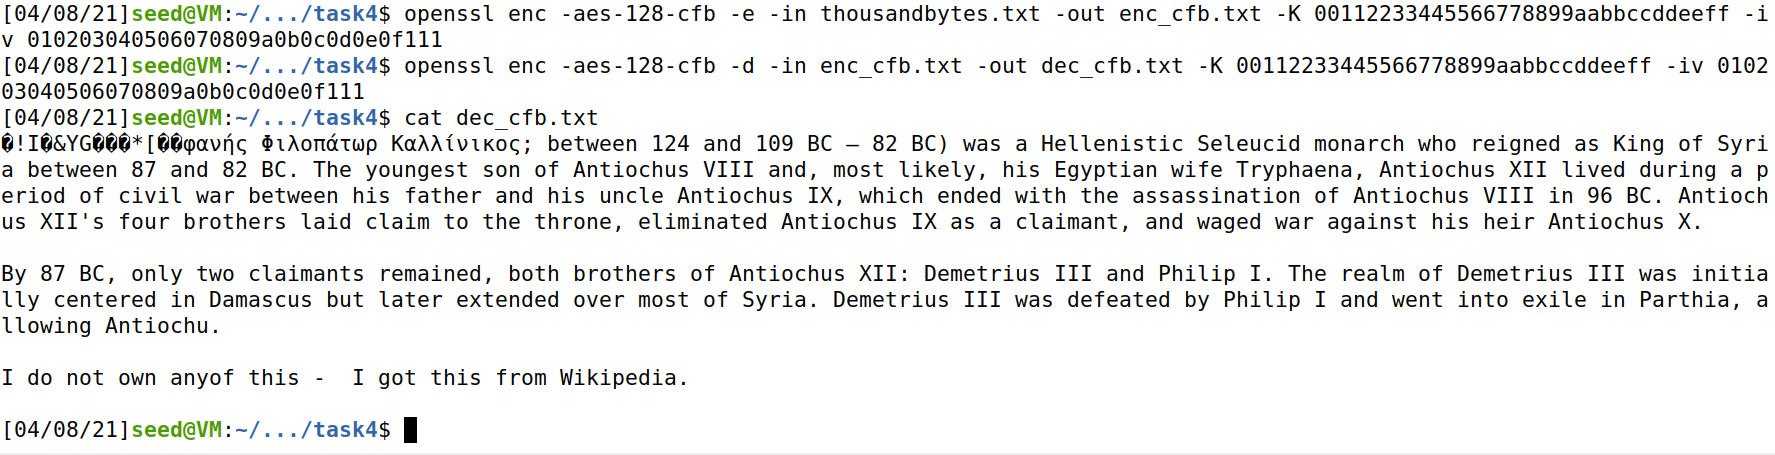 [04/08/21]seed@VM:~/.../task4$ openssl enc -aes-128-cfb -e -in thousandbytes.txt -out enc_cfb.txt -K 00112233445566778899aabbccddeeff -i
v 010203040506070809a0b0c0d0e0f111
[04/08/21]seed@VM:~/.../task4$ openssl enc -aes-128-cfb -d -in enc_cfb.txt -out dec_cfb.txt -K 00112233445566778899aabbccddeeff -iv 0102
03040506070809a0b0c0d0e0f111
[04/08/21]seed@VM:~/.../task4$ cat dec_cfb.txt
�!I�&YG���*[��φανής Φιλοπάτωρ Καλλίνικος; between 124 and 109 BC – 82 BC) was a Hellenistic Seleucid monarch who reigned as King of Syri
a between 87 and 82 BC. The youngest son of Antiochus VIII and, most likely, his Egyptian wife Tryphaena, Antiochus XII lived during a p
eriod of civil war between his father and his uncle Antiochus IX, which ended with the assassination of Antiochus VIII in 96 BC. Antioch
us XII's four brothers laid claim to the throne, eliminated Antiochus IX as a claimant, and waged war against his heir Antiochus X.
By 87 BC, only two claimants remained, both brothers of Antiochus XII: Demetrius III and Philip I. The realm of Demetrius III was initia
lly centered in Damascus but later extended over most of Syria. Demetrius III was defeated by Philip I and went into exile in Parthia, a
llowing Antiochu.
I do not own anyof this -  I got this from Wikipedia.
[04/08/21]seed@VM:~/.../task4$